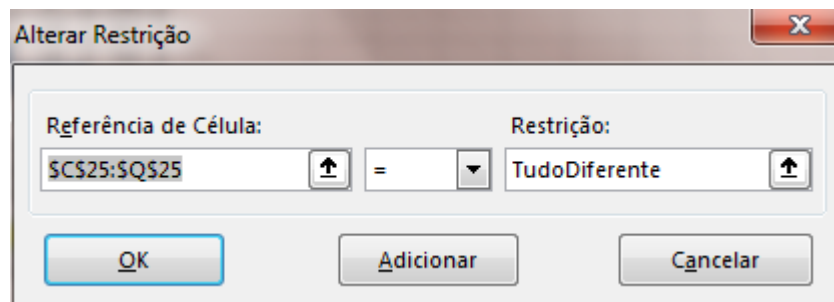 Alterar Restrição
Referência de Célula:
Restrição:
$C$25:$Q$25
=
TudoDiferente
OK
Adicionar
Cancelar